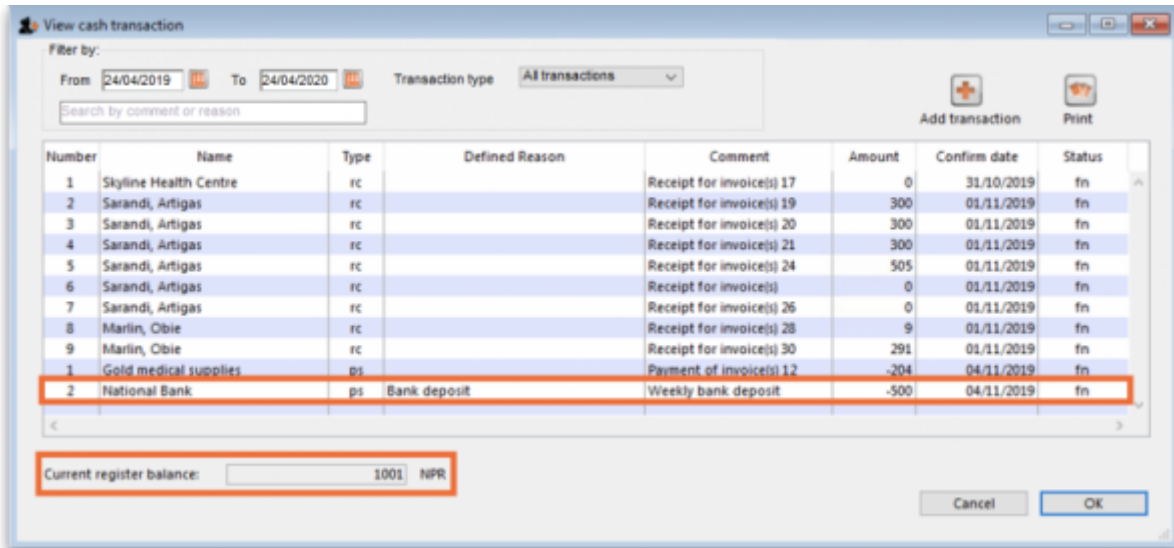 View cash transaction
Filter by:
From 24/04/2019 To 24/04/2020 Transaction type All transactions
Search by comment or reason
Add transaction Print
Number Name Type Defined Reason Comment Amount Confirm date Status
1 Skyline Health Centre rc Receipt for invoice(s) 17 0 31/10/2019 fn
2 Sarandi, Artigas rc Receipt for invoice(s) 19 300 01/11/2019 fn
3 Sarandi, Artigas rc Receipt for invoice(s) 20 300 01/11/2019 fn
4 Sarandi, Artigas rc Receipt for invoice(s) 21 300 01/11/2019 fn
5 Sarandi, Artigas rc Receipt for invoice(s) 24 505 01/11/2019 fn
6 Sarandi, Artigas rc Receipt for invoice(s) 0 01/11/2019 fn
7 Sarandi, Artigas rc Receipt for invoice(s) 26 0 01/11/2019 fn
8 Marlin, Obie rc Receipt for invoice(s) 28 9 01/11/2019 fn
9 Marlin, Obie rc Receipt for invoice(s) 30 291 01/11/2019 fn
1 Gold medical supplies ps Payment of invoice(s) 12 -204 04/11/2019 fn
2 National Bank ps Bank deposit Weekly bank deposit -500 04/11/2019 fn
Current register balance: 1001 NPR
Cancel OK